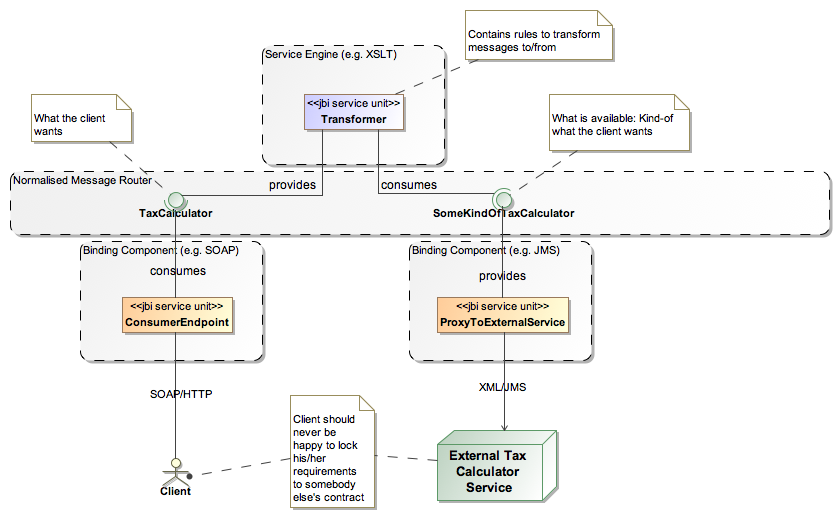 Contains rules to transform
messages to/from
Service Engine (e.g. XSLT)
<<jbi service unit>>
Transformer
What the client
wants
What is available: Kind-of
what the client wants
Normalised Message Router
provides
consumes
TaxCalculator
SomeKindOfTaxCalculator
Binding Component (e.g. SOAP)
consumes
<<jbi service unit>>
ConsumerEndpoint
Binding Component (e.g. JMS)
provides
<<jbi service unit>>
ProxyToExternalService
SOAP/HTTP
XML/JMS
Client should
never be
happy to lock
his/her
requirements
to somebody
else's contract
External Tax
Calculator
Service
Client